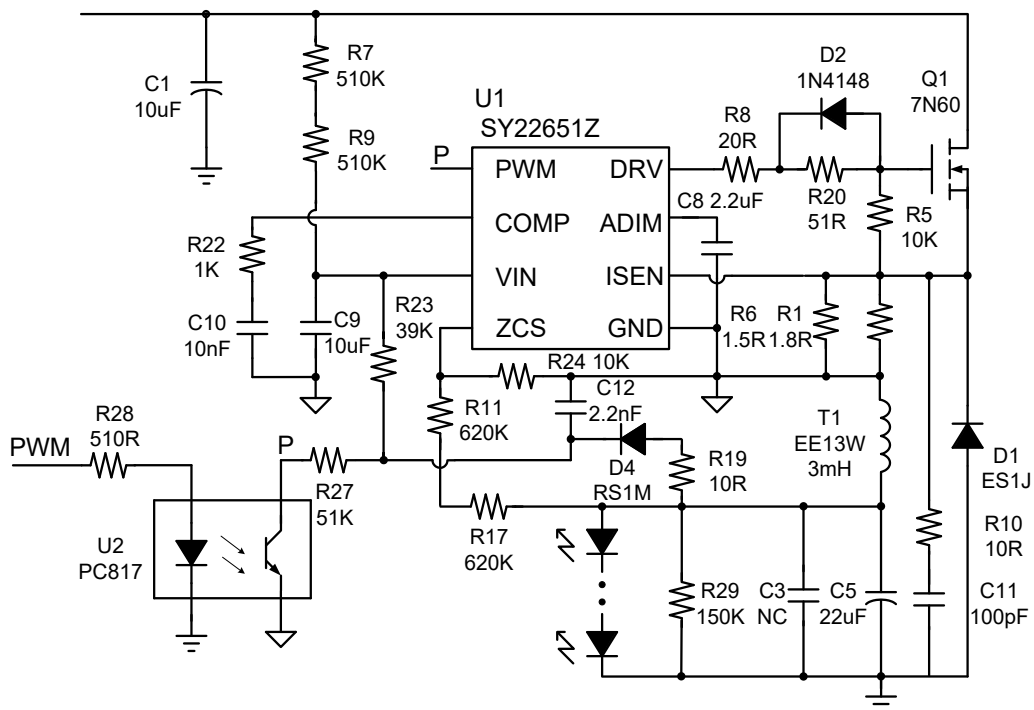 R7
510K
D2
1N4148
Q1
7N60
C1
10uF
U1
SY22651Z
R8
20R
R9
510K
P
PWM
DRV
C8 2.2uF
R20
51R
R5
10K
COMP
ADIM
R22
1K
VIN
ISEN
R23
39K
C10
10nF
C9
10uF
ZCS
GND
R6
1.5R
R1
1.8R
R24 10K
C12
2.2nF
R11
620K
T1
EE13W
3mH
R28
510R
PWM
P
D4
RS1M
R19
10R
D1
ES1J
R27
51K
R17
620K
R10
10R
U2
PC817
R29
150K
C3
NC
C5
22uF
C11
100pF